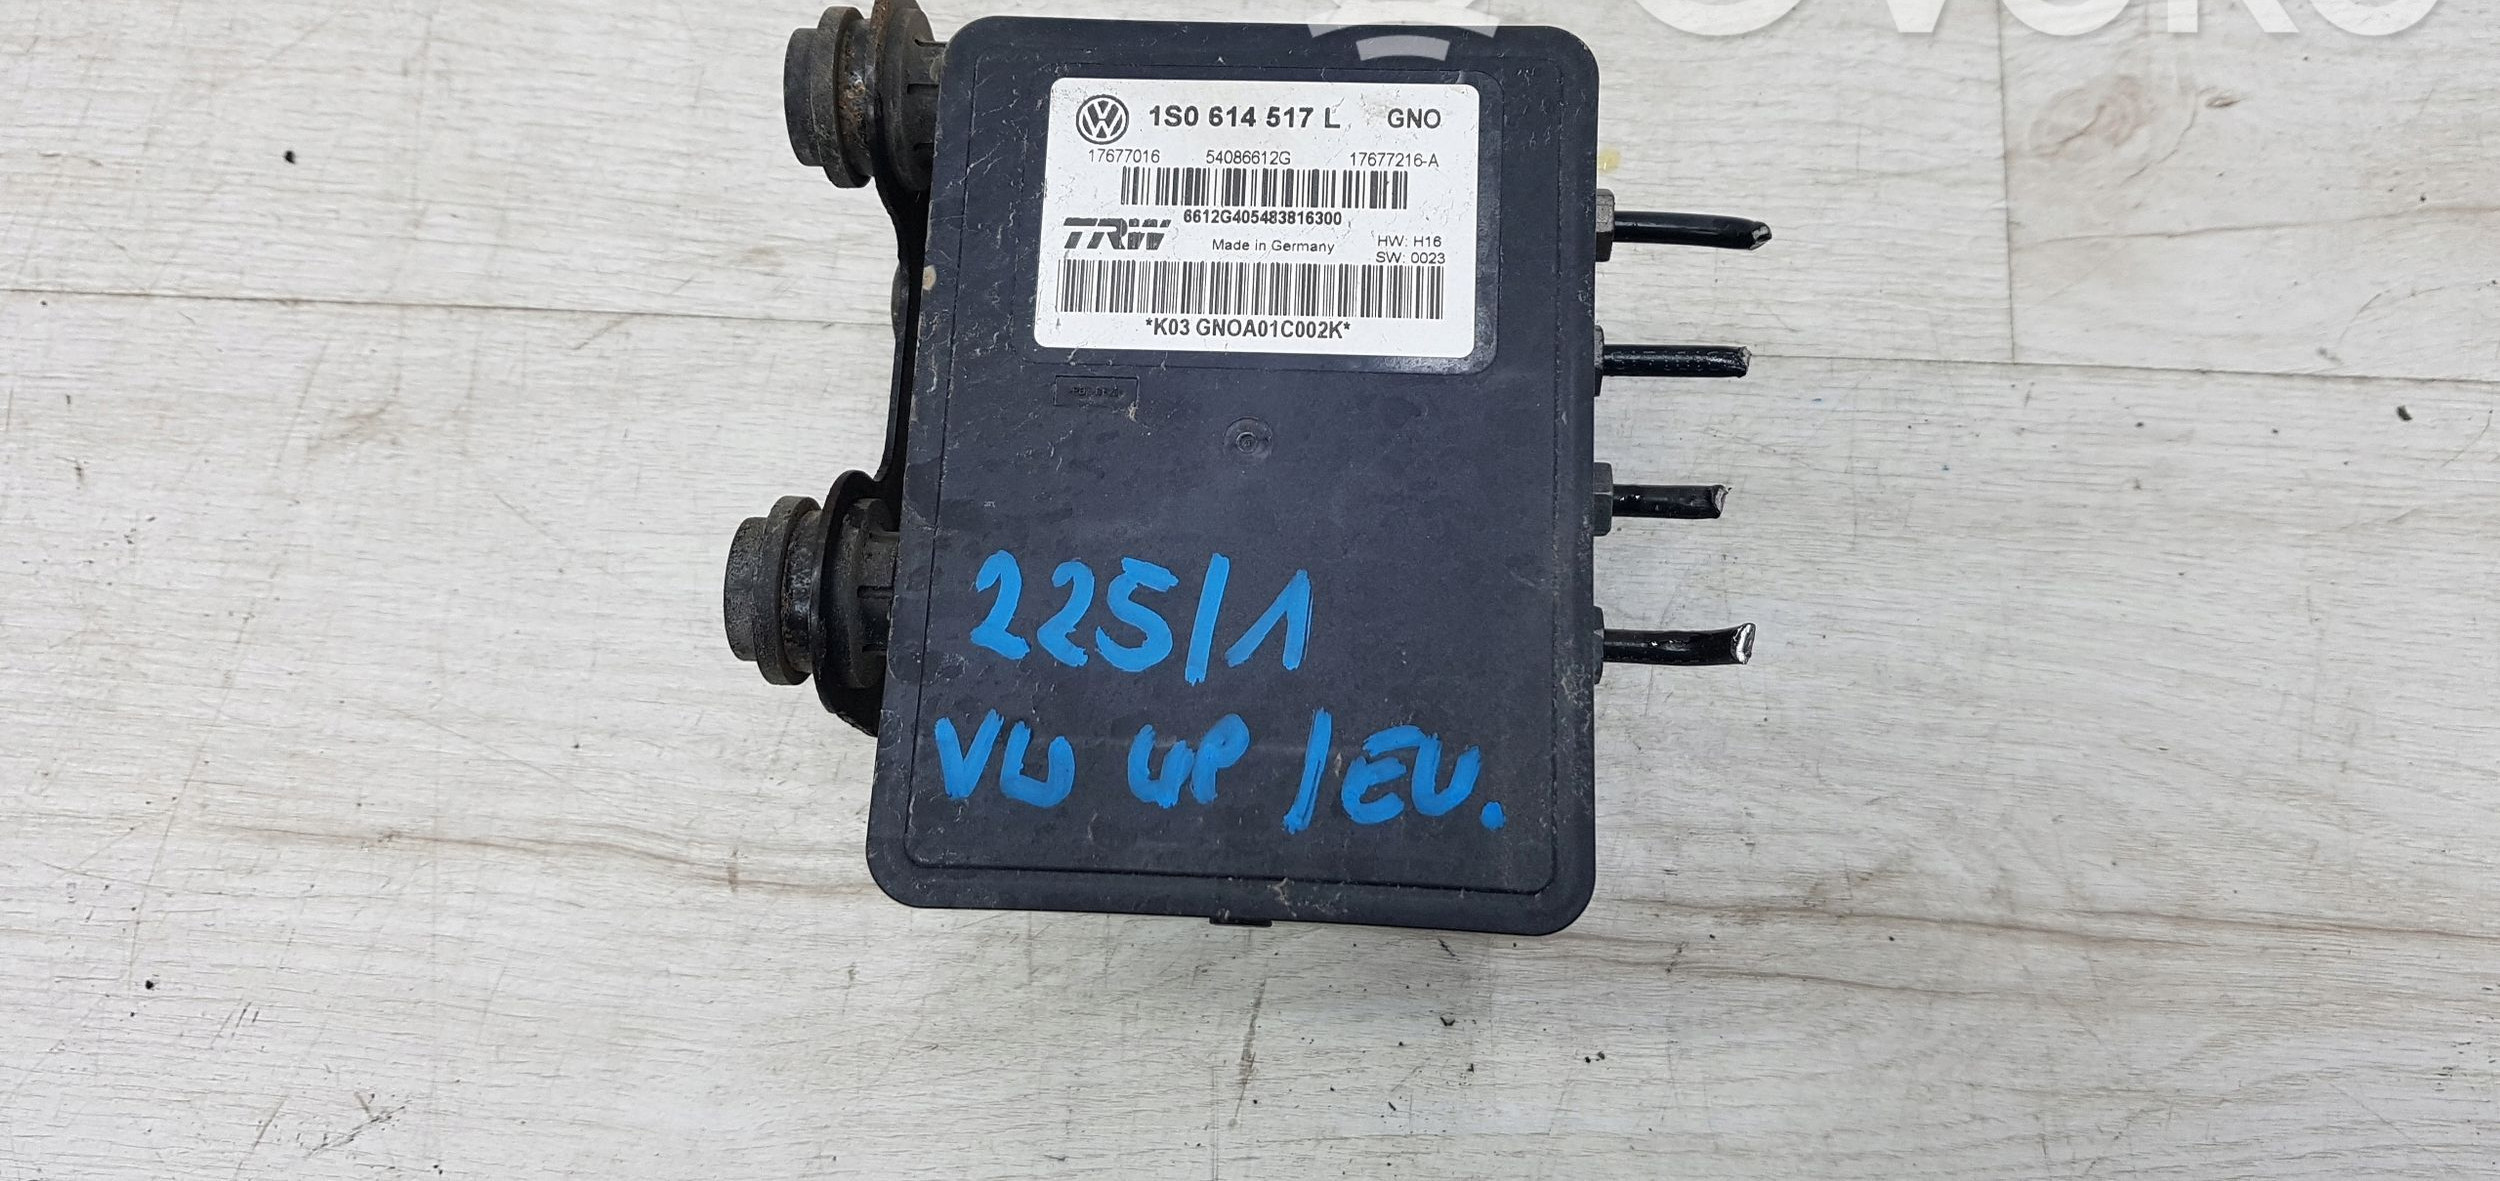 1S0 614 517 L GNO
17677016 54086612G 17677216-A
6612G405483816300
TRW Made in Germany HW: H16
SW: 0023
*K03 GNOA01C002K*
225/1
VW UP /EU.